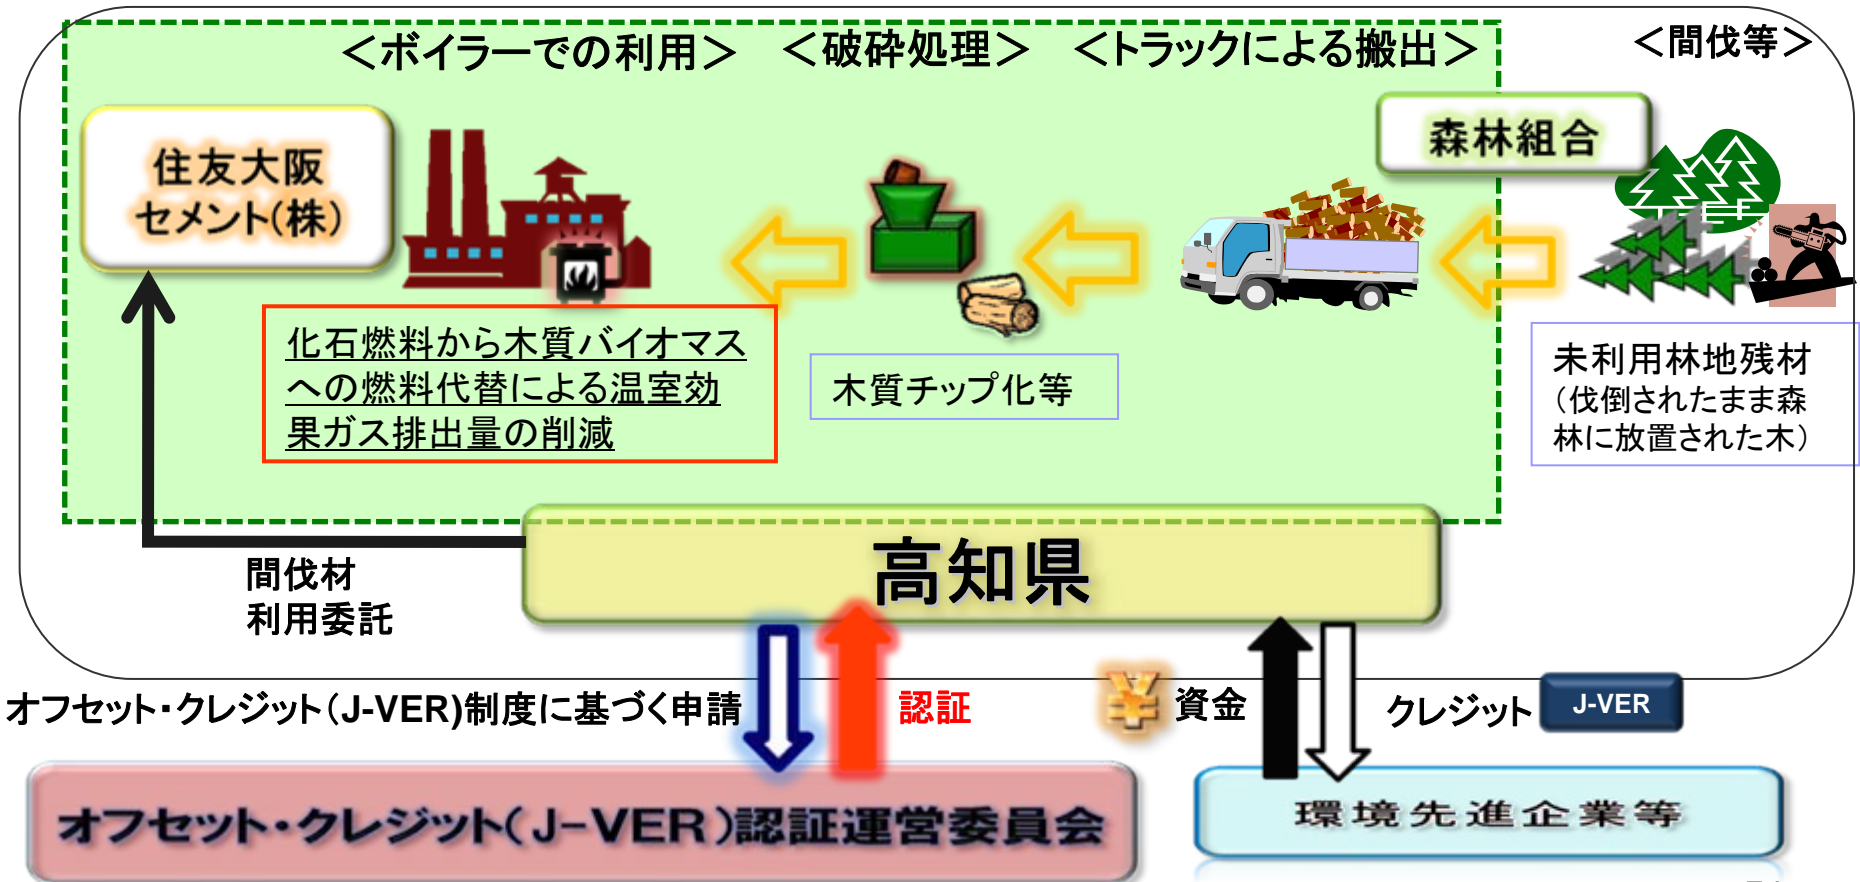 ＜ボイラーでの利用＞ ＜破砕処理＞ ＜トラックによる搬出＞ ＜間伐等＞
住友大阪
セメント(株)
森林組合
化石燃料から木質バイオマス
への燃料代替による温室効
果ガス排出量の削減
木質チップ化等
未利用林地残材
（伐倒されたまま森
林に放置された木）
高知県
間伐材
利用委託
オフセット・クレジット（J-VER)制度に基づく申請
認証
¥ 資金
クレジット J-VER
オフセット・クレジット(J-VER)認証運営委員会
環境先進企業等